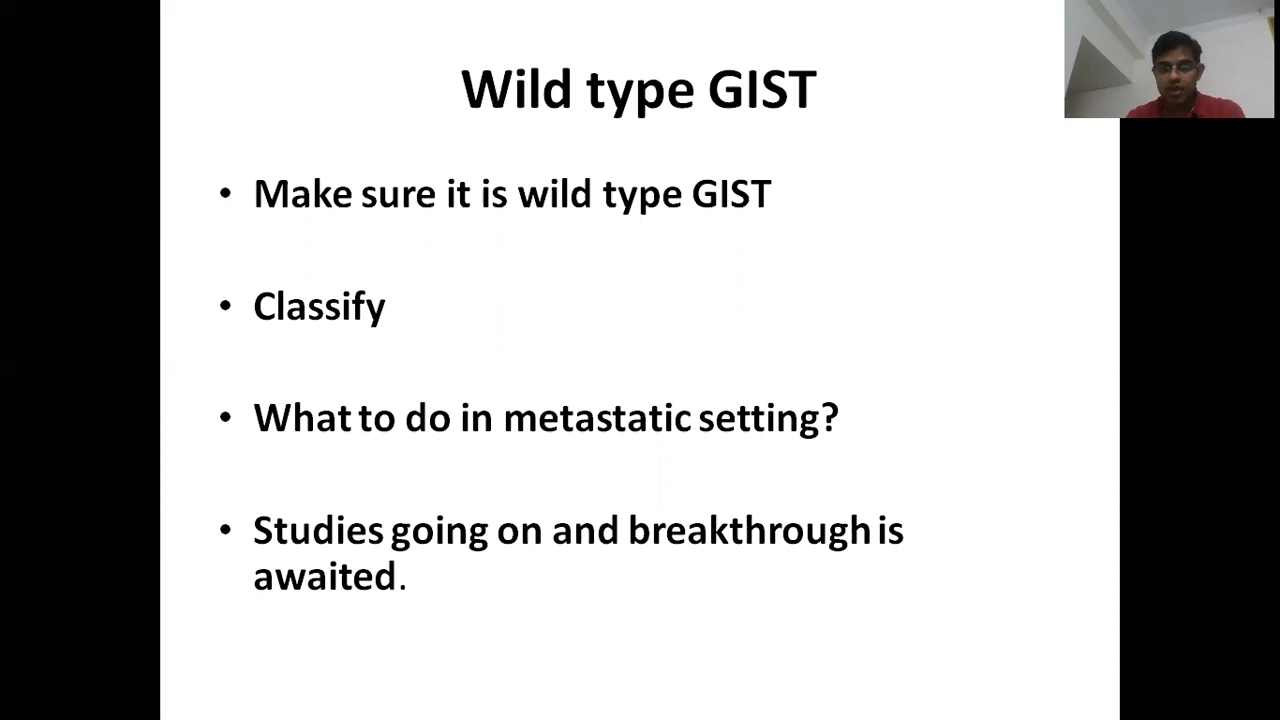 Wild type GIST
• Make sure it is wild type GIST
• Classify
• What to do in metastatic setting?
• Studies going on and breakthrough is
awaited.